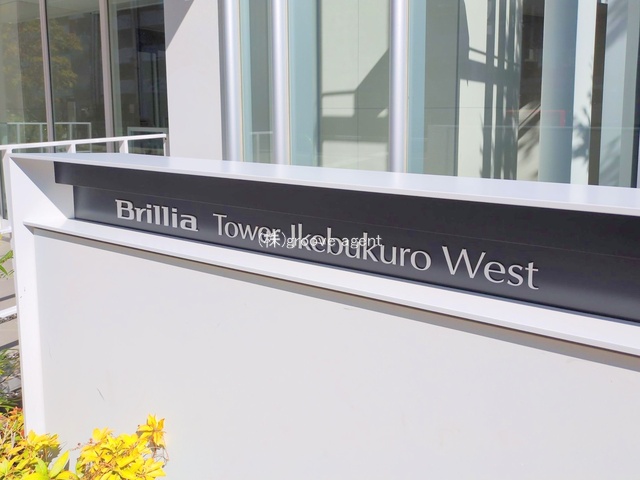 Brillia Tower Ikebukuro West
(株)groove agent